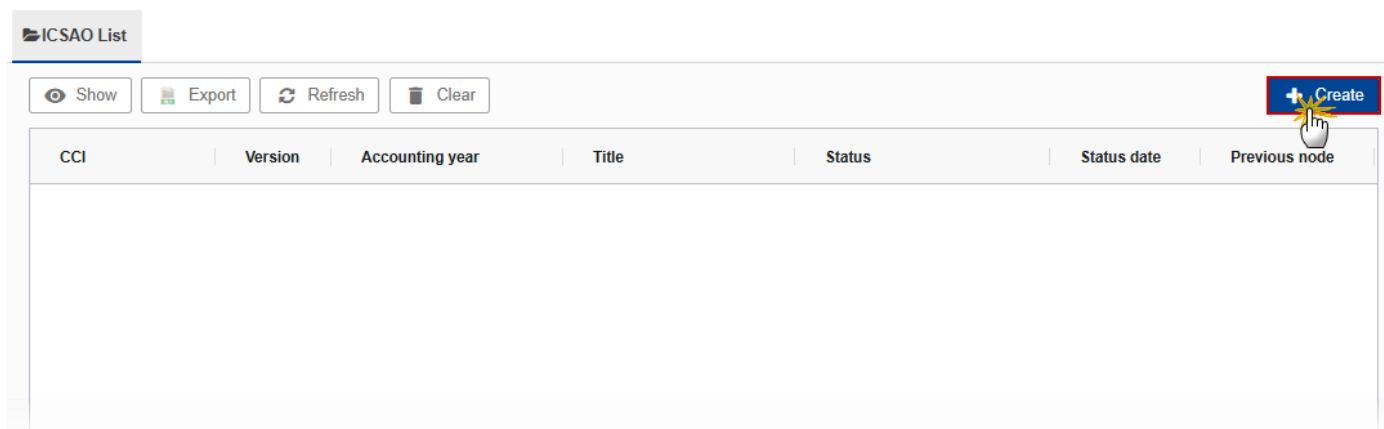 ICSAO List
Show Export Refresh Clear Create
CCI Version Accounting year Title Status Status date Previous node